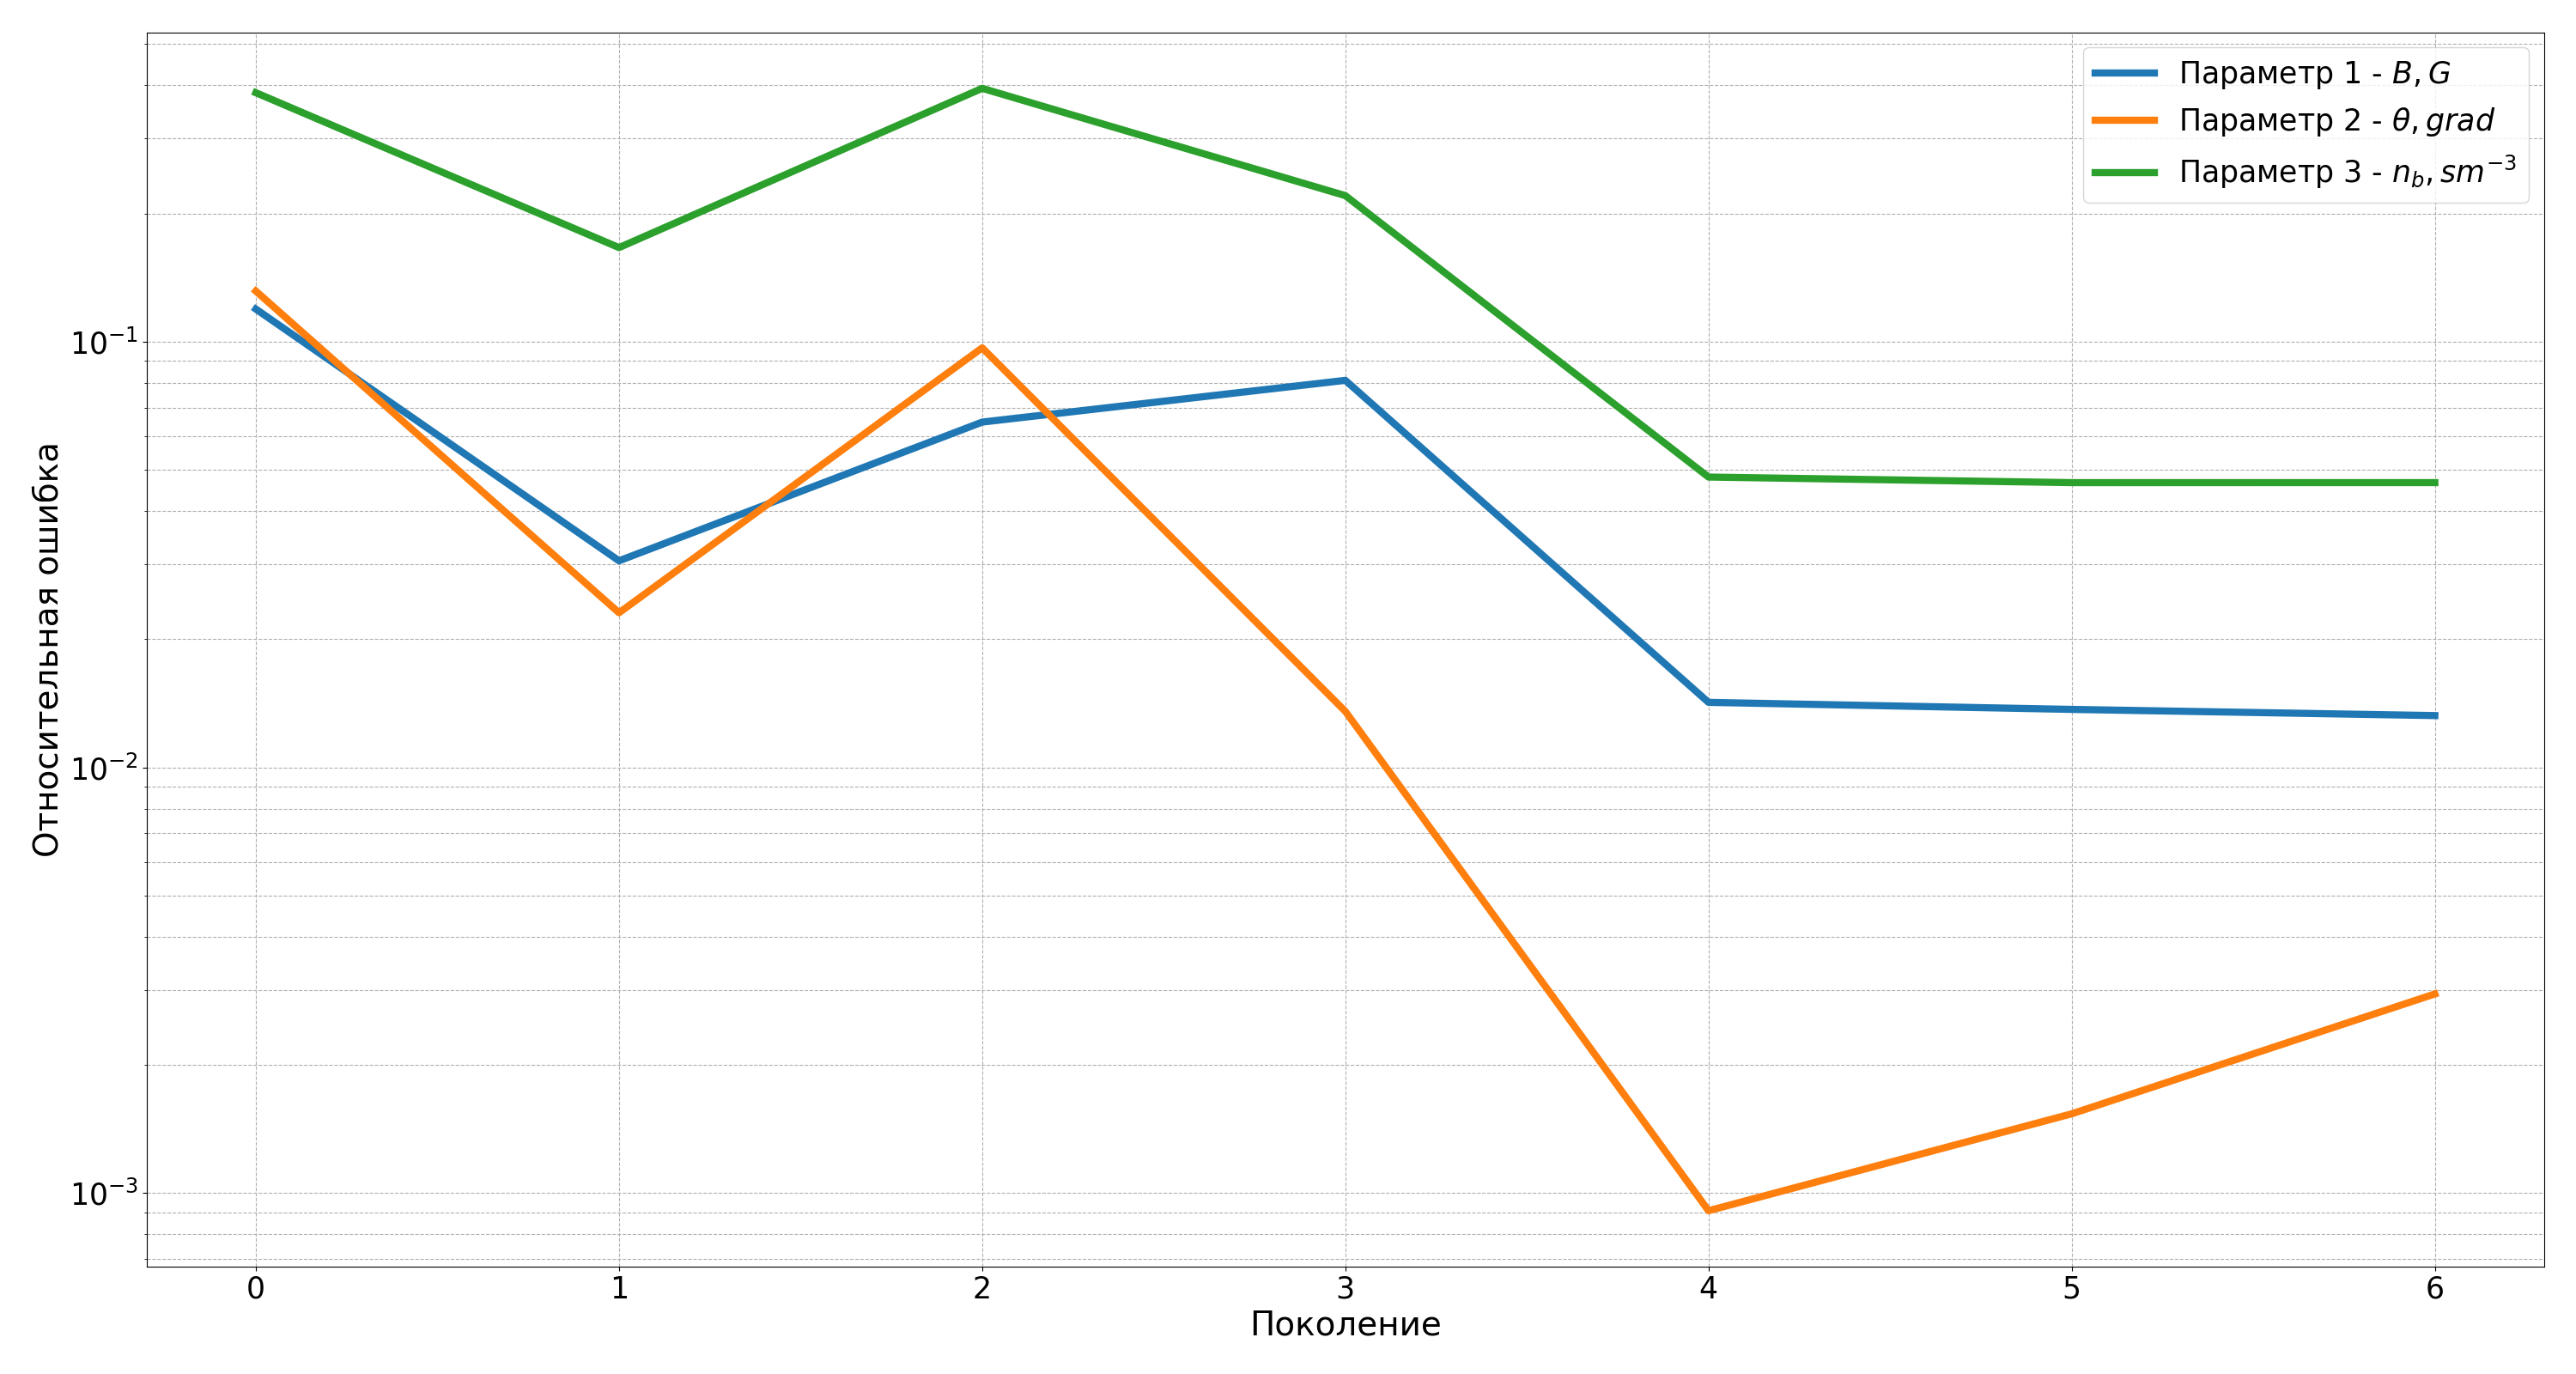 Параметр 1 - B, G
Параметр 2 - θ, grad
Параметр 3 - n_b, sm⁻³
Относительная ошибка
10⁻¹
10⁻²
10⁻³
0 1 2 3 4 5 6
Поколение